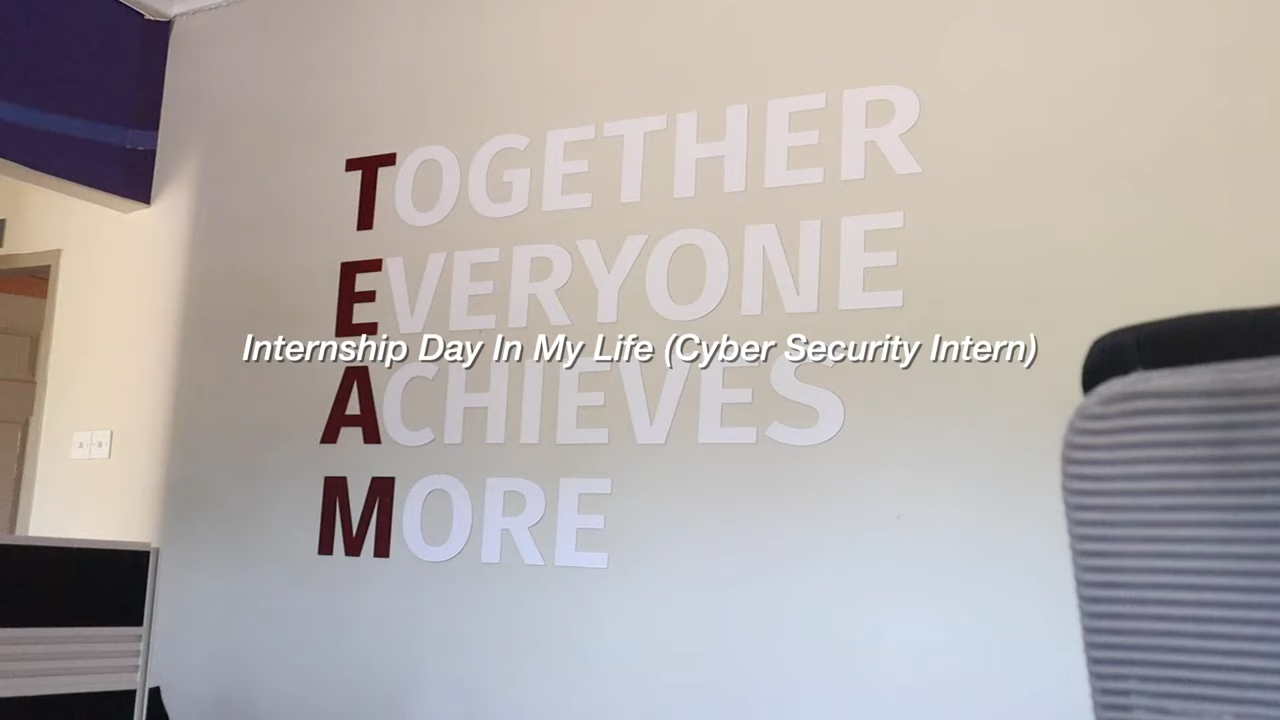 TOGETHER
EVERYONE
Internship Day In My Life (Cyber Security Intern)
ACHIEVES
MORE